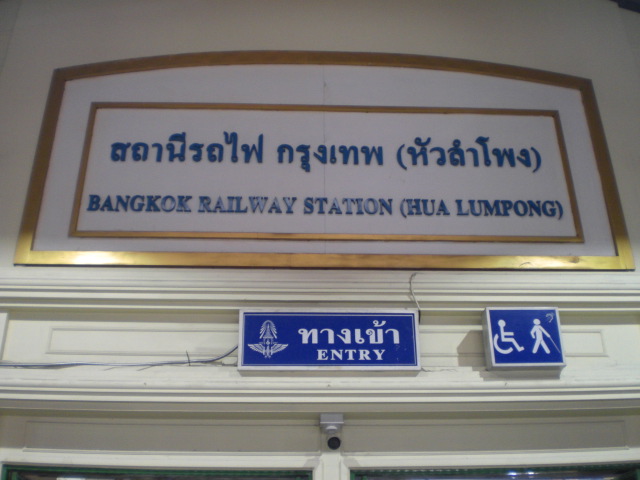 สถานีรถไฟ กรุงเทพ (หัวลำโพง)
BANGKOK RAILWAY STATION (HUA LUMPONG)
ทางเข้า
ENTRY